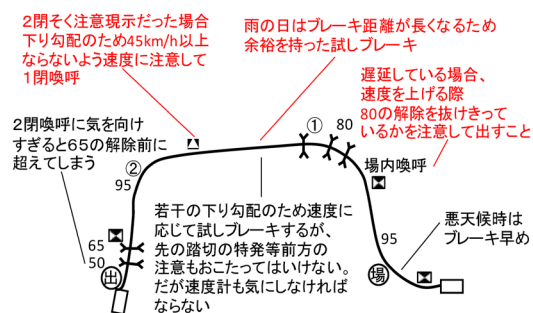 2閉そく注意現示だった場合
下り勾配のため45km/h以上
ならないよう速度に注意して
1閉喚呼
雨の日はブレーキ距離が長くなるため
余裕を持った試しブレーキ
遅延している場合、
速度を上げる際
80の解除を抜けきって
いるかを注意して出すこと
①
80
2閉喚呼に気を向け
すぎると65の解除前に
超えてしまう
②
95
場内喚呼
若干の下り勾配のため速度に
応じて試しブレーキするが、
先の踏切の特発等前方の
注意もおこたってはいけない。
だが速度計も気にしなければ
ならない
悪天候時は
ブレーキ早め
95
65
50
出
場